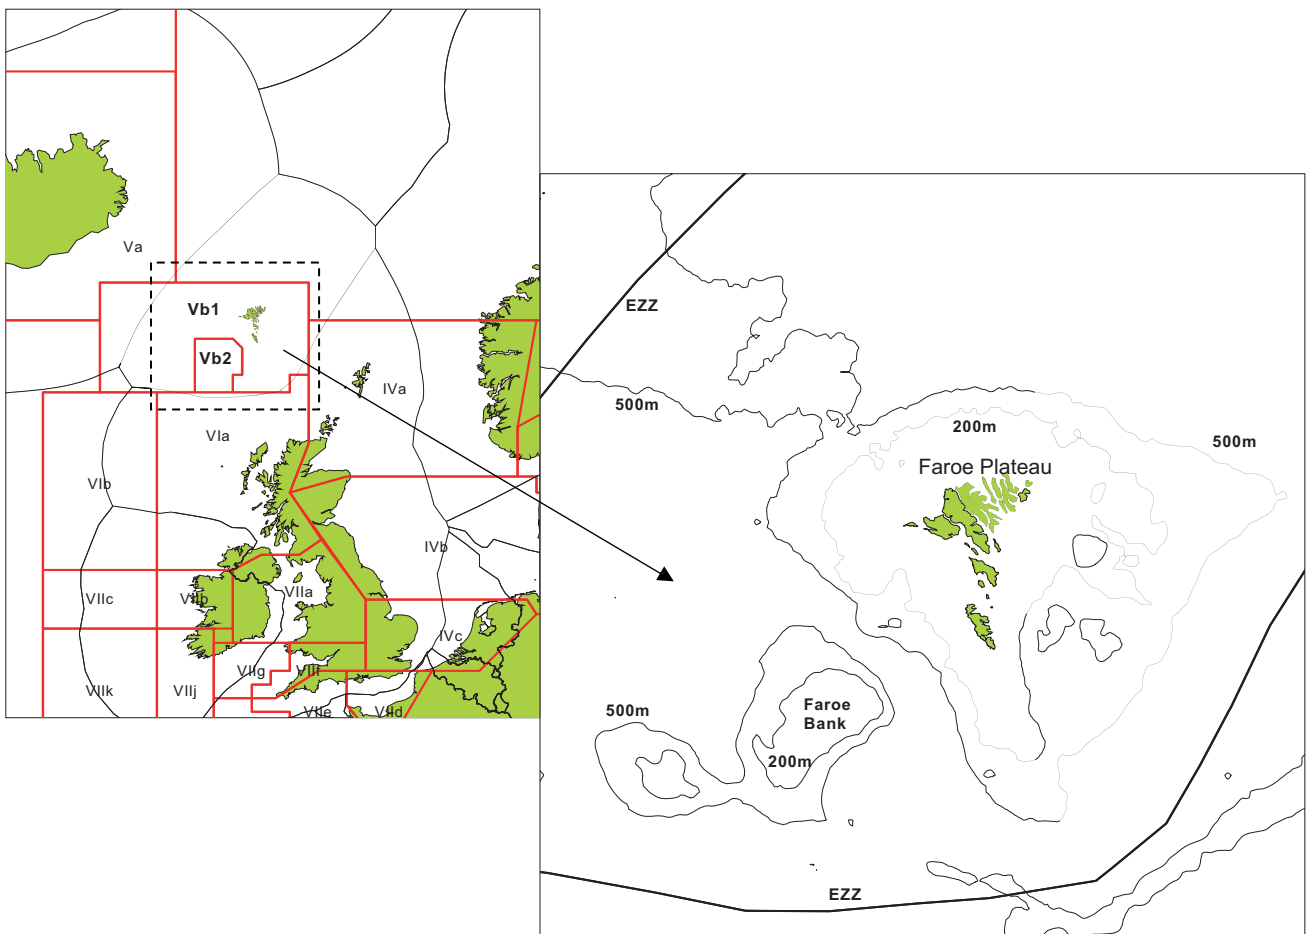 Va
Vb1
Vb2
IVa
VIa
VIb
IVb
VIIc
VIIb
VIIa
IVc
VIIg
VIIf
VIIk
VIIj
VIIe
VIId
EZZ
500m
200m
500m
Faroe Plateau
Faroe
Bank
500m
200m
EZZ